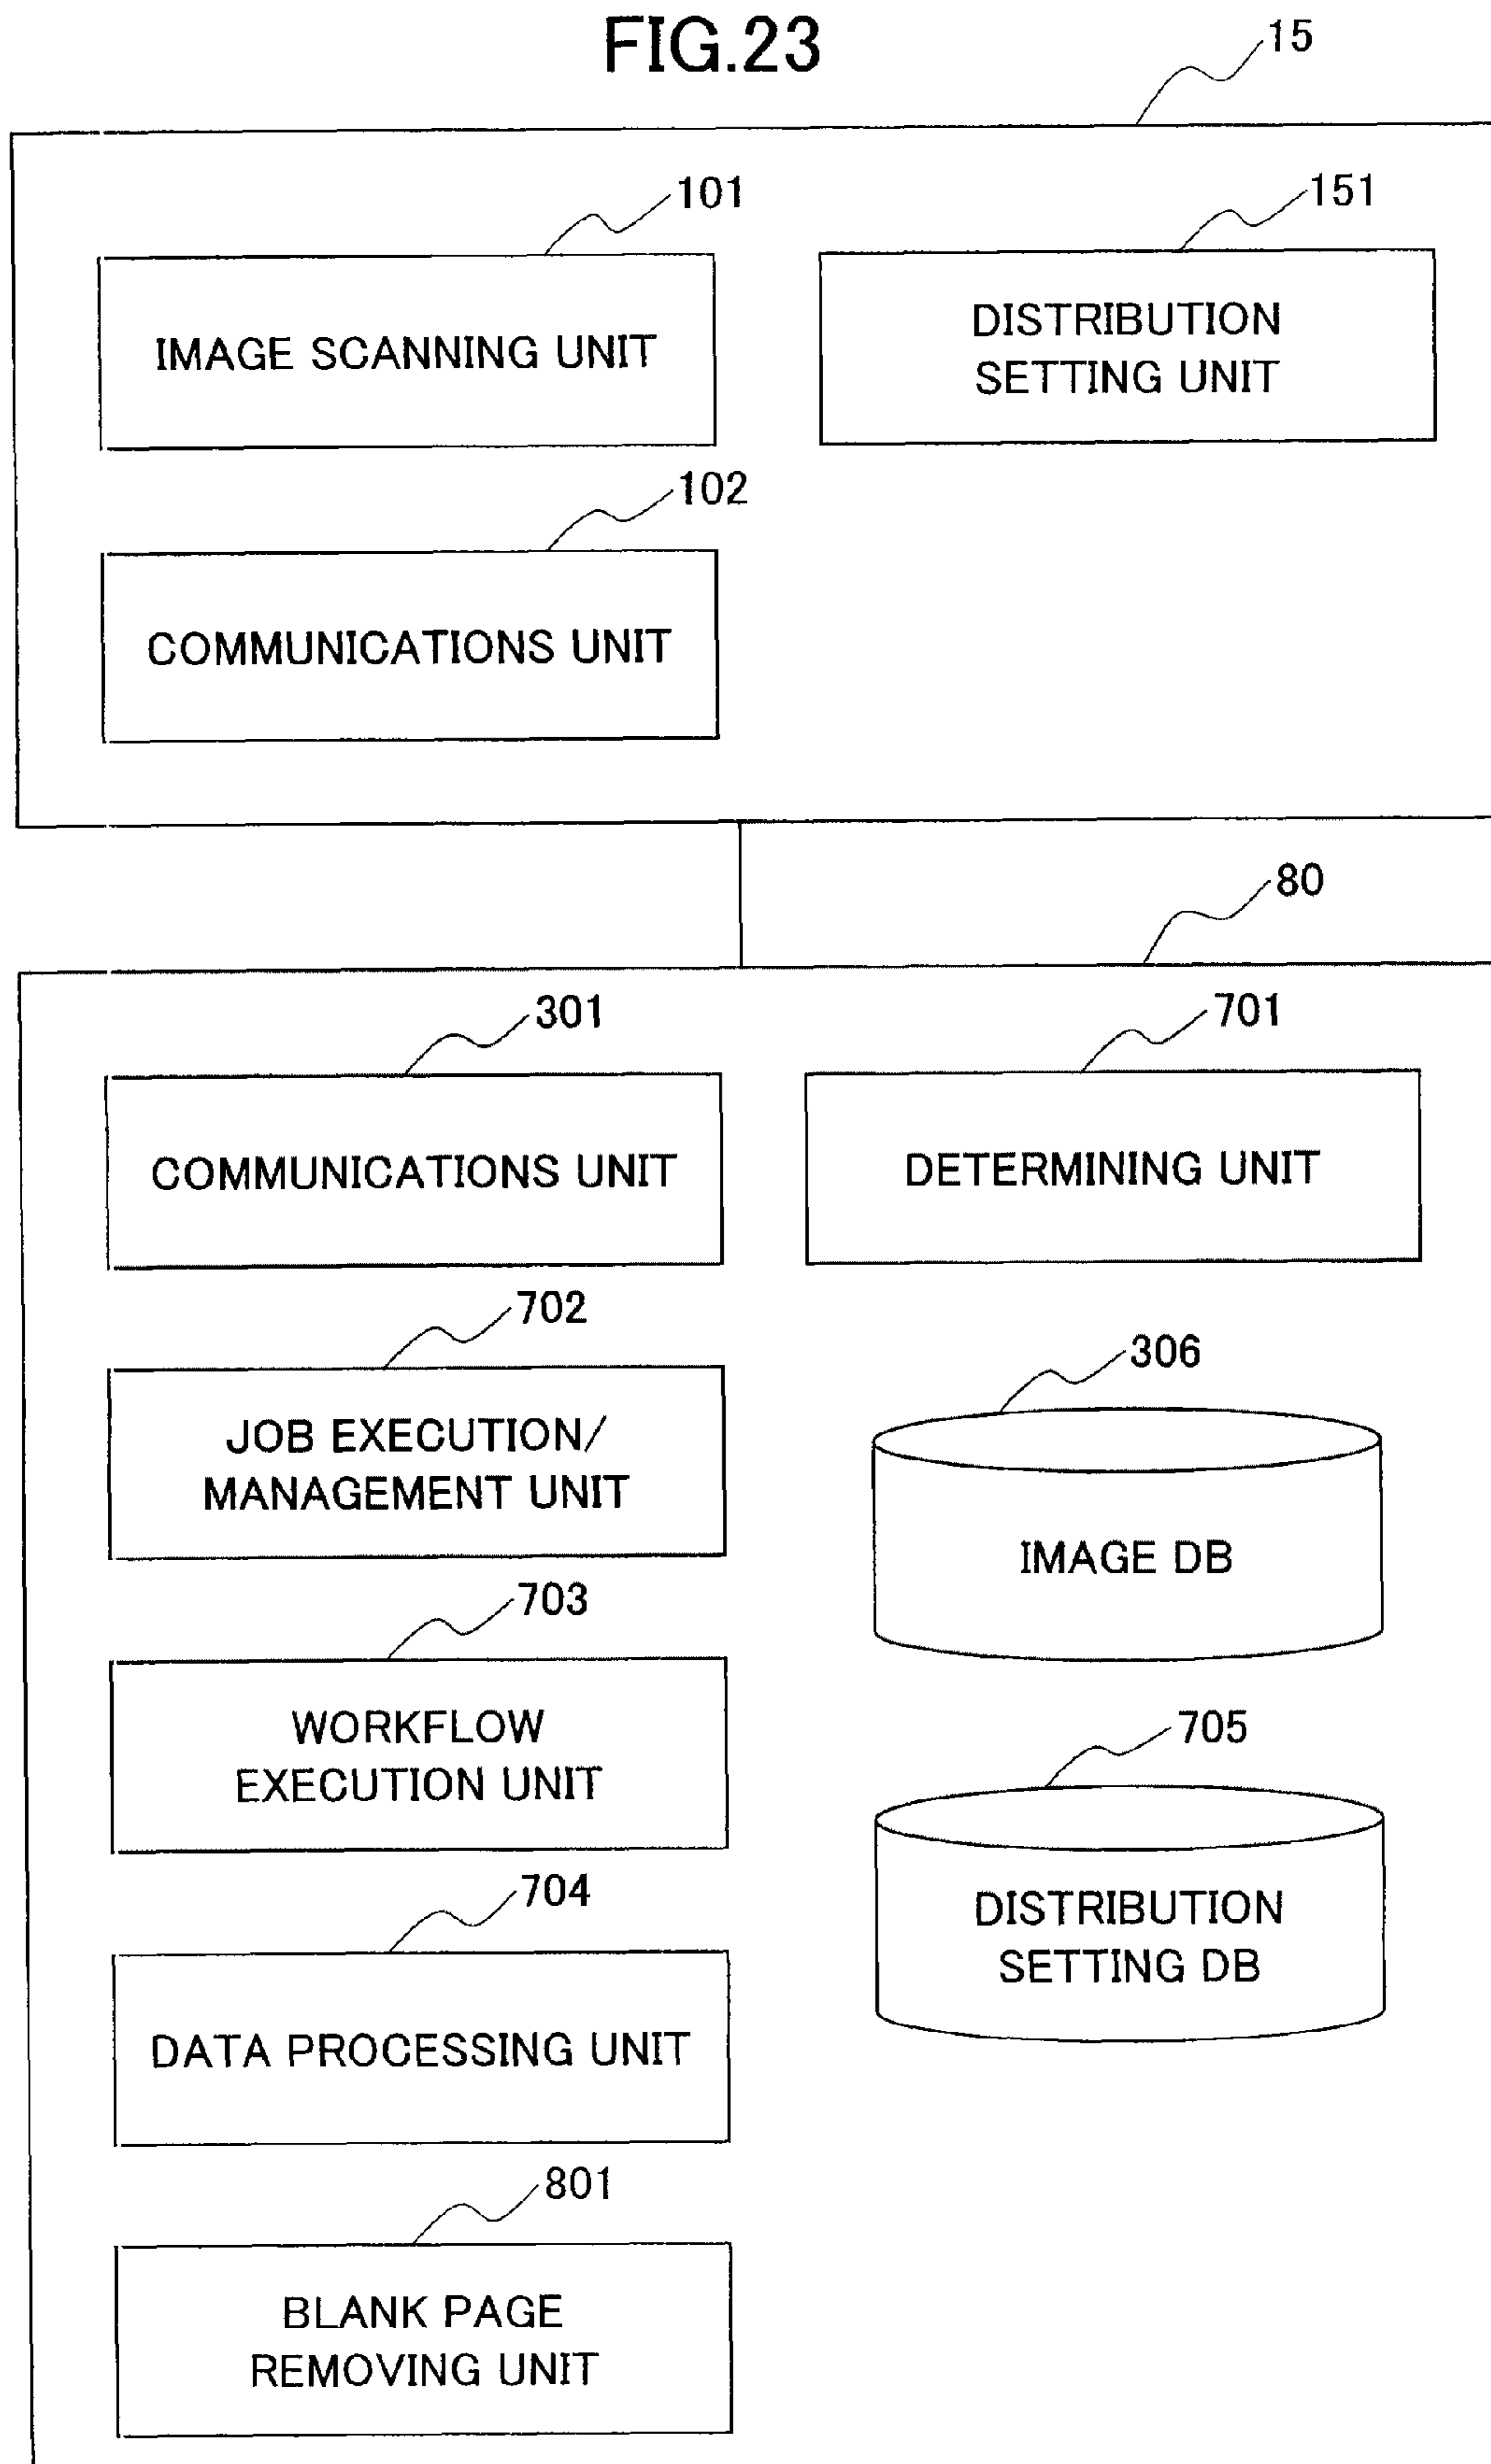 FIG.23
15
101
151
IMAGE SCANNING UNIT
DISTRIBUTION
SETTING UNIT
102
COMMUNICATIONS UNIT
80
301
701
COMMUNICATIONS UNIT
DETERMINING UNIT
702
306
JOB EXECUTION/
MANAGEMENT UNIT
IMAGE DB
703
705
WORKFLOW
EXECUTION UNIT
DISTRIBUTION
SETTING DB
704
DATA PROCESSING UNIT
801
BLANK PAGE
REMOVING UNIT